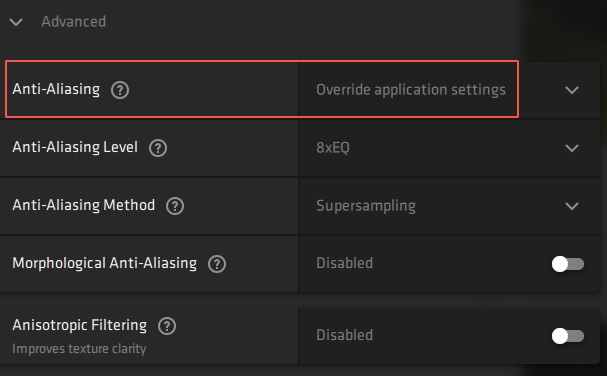 Advanced
Anti-Aliasing ? Override application settings
Anti-Aliasing Level ? 8xEQ
Anti-Aliasing Method ? Supersampling
Morphological Anti-Aliasing ? Disabled
Anisotropic Filtering ? Disabled
Improves texture clarity